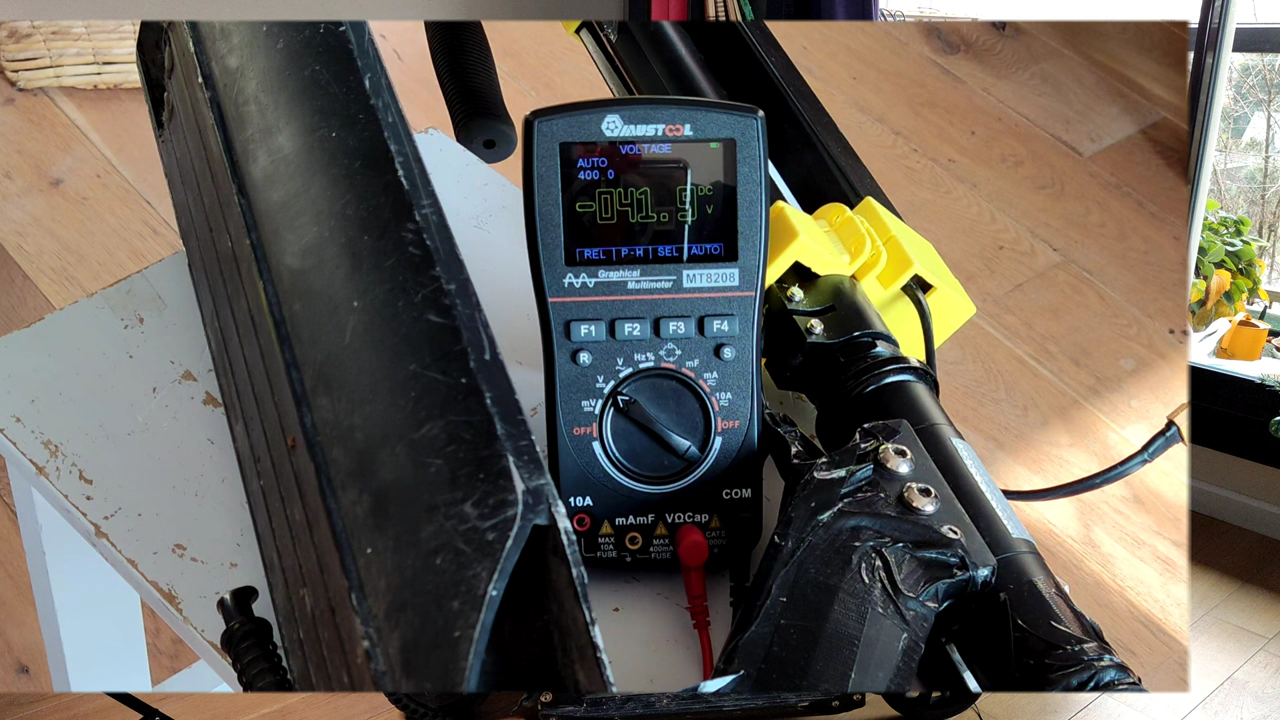 MUSTOOL
VOLTAGE
AUTO
400.0
-041.9 DC V
REL P-H SEL AUTO
Graphical
Multimeter
MT8208
F1 F2 F3 F4
R S
V Hz% mF
V mA
mV 10A
OFF OFF
10A COM
mAmF VΩCap
MAX
10A
FUSE
MAX
400mA
FUSE